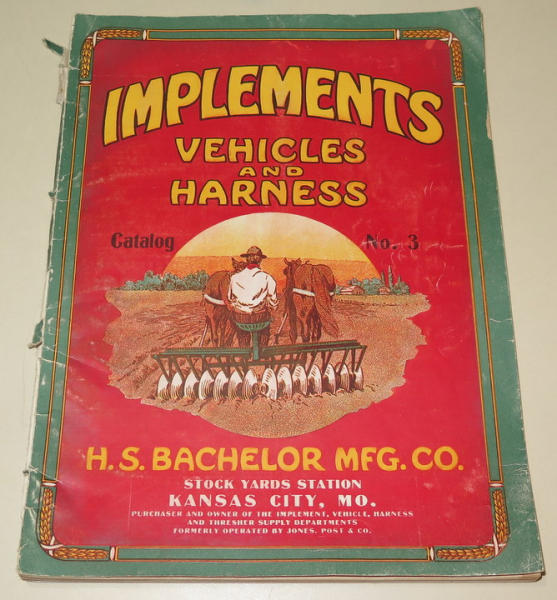 IMPLEMENTS
VEHICLES
AND
HARNESS
Catalog No. 3
H.S. BACHELOR MFG. CO.
STOCK YARDS STATION
KANSAS CITY, MO.
PURCHASER AND OWNER OF THE IMPLEMENT, VEHICLE, HARNESS
AND THRESHER SUPPLY DEPARTMENTS
FORMERLY OPERATED BY JONES, POST & CO.